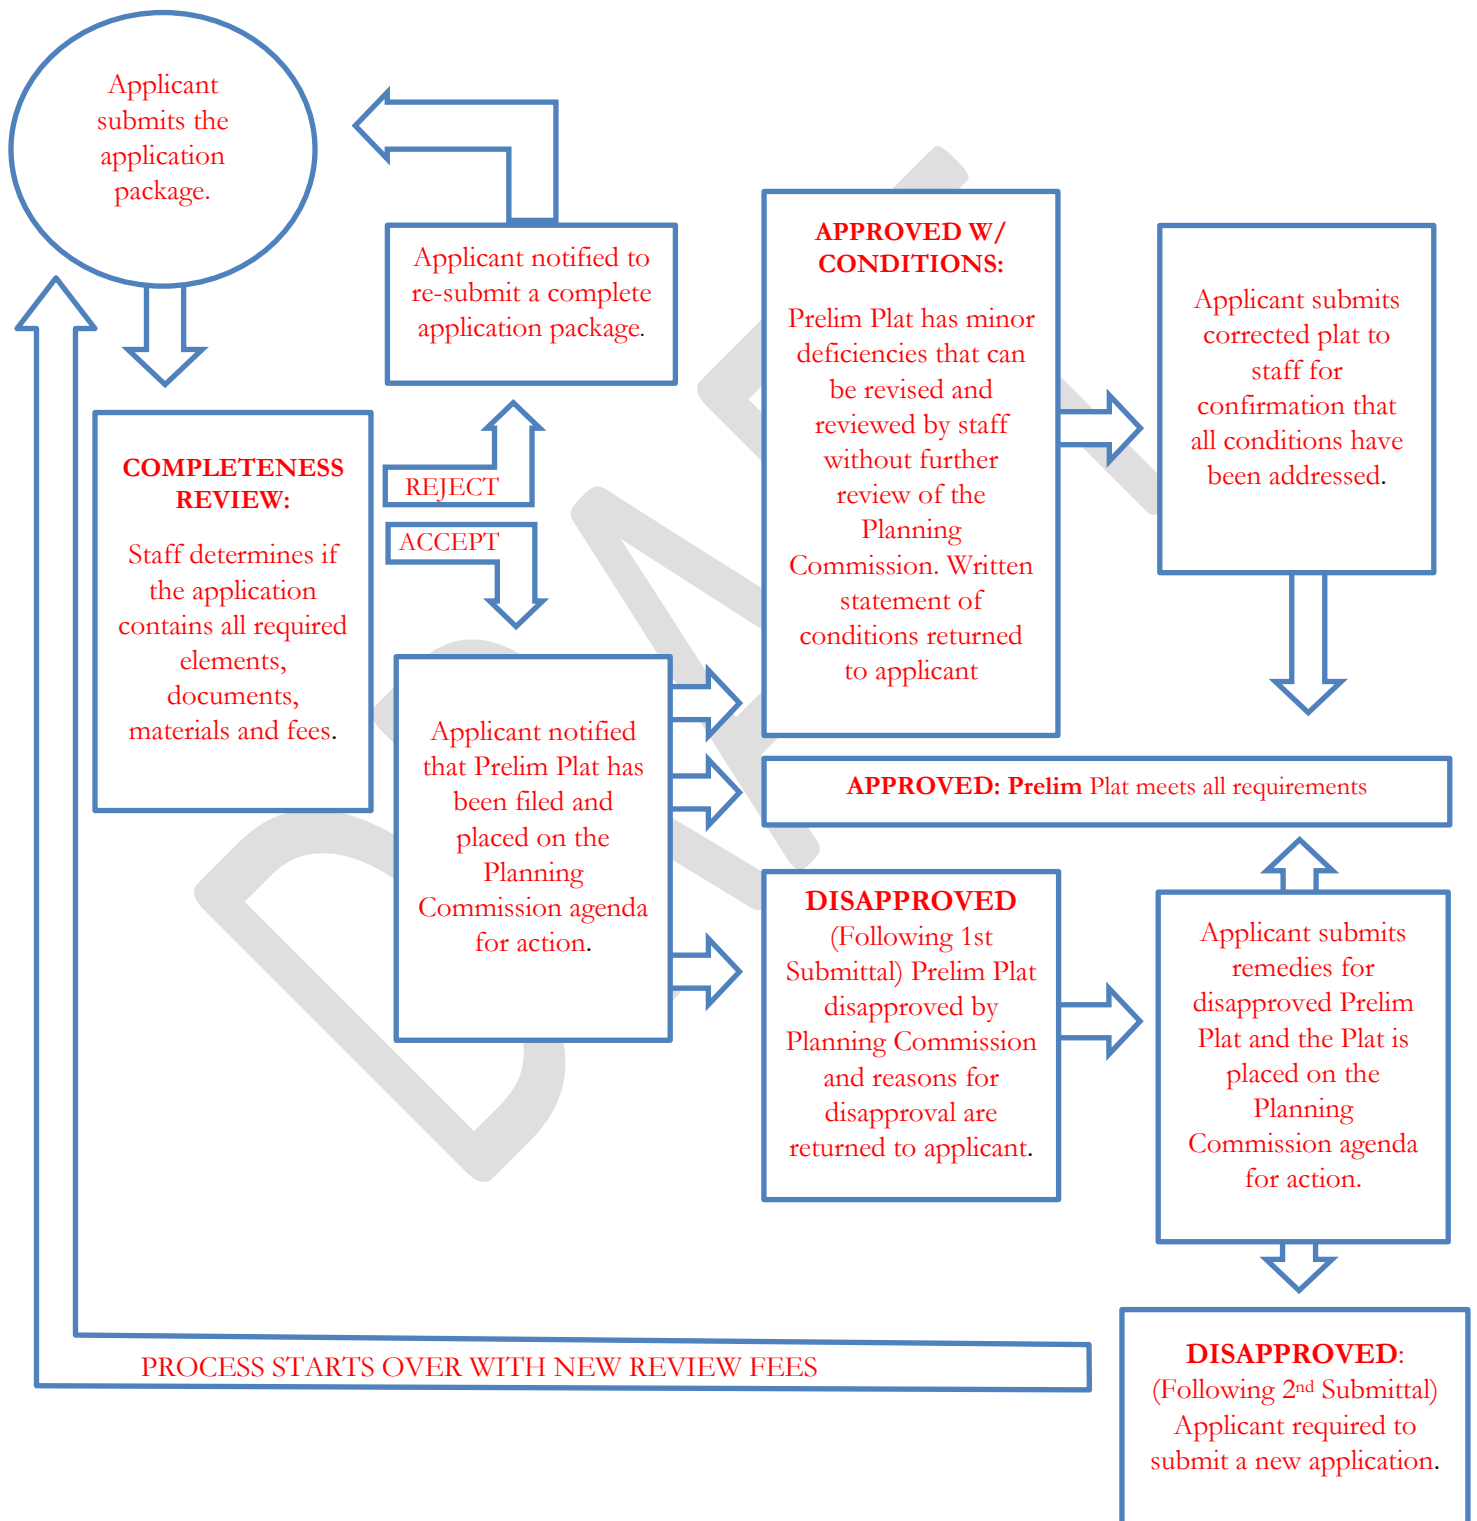 Applicant
submits the
application
package.
Applicant notified to
re-submit a complete
application package.
COMPLETENESS
REVIEW:
Staff determines if
the application
contains all required
elements,
documents,
materials and fees.
REJECT
ACCEPT
Applicant notified
that Prelim Plat has
been filed and
placed on the
Planning
Commission agenda
for action.
APPROVED W/
CONDITIONS:
Prelim Plat has minor
deficiencies that can
be revised and
reviewed by staff
without further
review of the
Planning
Commission. Written
statement of
conditions returned
to applicant
Applicant submits
corrected plat to
staff for
confirmation that
all conditions have
been addressed.
APPROVED: Prelim Plat meets all requirements
DISAPPROVED
(Following 1st
Submittal) Prelim Plat
disapproved by
Planning Commission
and reasons for
disapproval are
returned to applicant.
Applicant submits
remedies for
disapproved Prelim
Plat and the Plat is
placed on the
Planning
Commission agenda
for action.
DISAPPROVED:
(Following 2nd Submittal)
Applicant required to
submit a new application.
PROCESS STARTS OVER WITH NEW REVIEW FEES
DRAFT